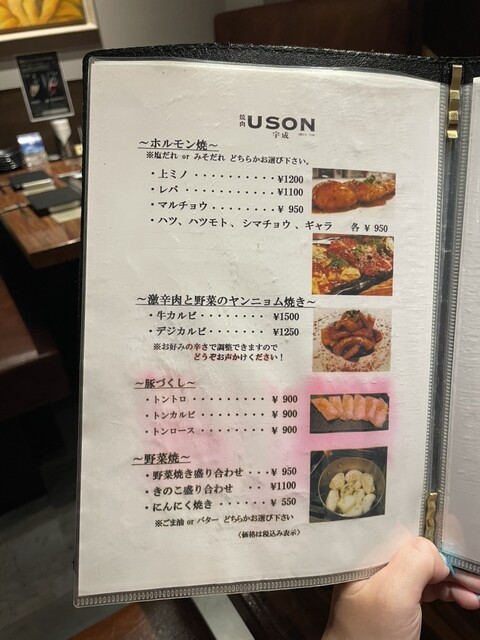 焼肉 USON
宇成
～ホルモン焼～
※塩だれ or みそだれ どちらかお選び下さい。
・上ミノ・・・・・・・・・・¥1200
・レバ・・・・・・・・・・・¥1100
・マルチョウ・・・・・・・・¥ 950
・ハツ、ハツモト、シマチョウ、ギャラ 各¥950
～激辛肉と野菜のヤンニョム焼き～
・牛カルビ・・・・・・・・ ¥1500
・デジカルビ・・・・・・・ ¥1250
※お好みの辛さで調整できますので
どうぞお声かけください！
～豚づくし～
・トントロ・・・・・・・・・¥ 900
・トンカルビ・・・・・・・・¥ 900
・トンロース・・・・・・・・¥ 900
～野菜焼～
・野菜焼き盛り合わせ ・・・¥ 950
・きのこ盛り合わせ ・・ ¥1100
・にんにく焼き・・・・・・¥ 550
※ごま油 or バター どちらかお選び下さい
〈価格は税込み表示〉